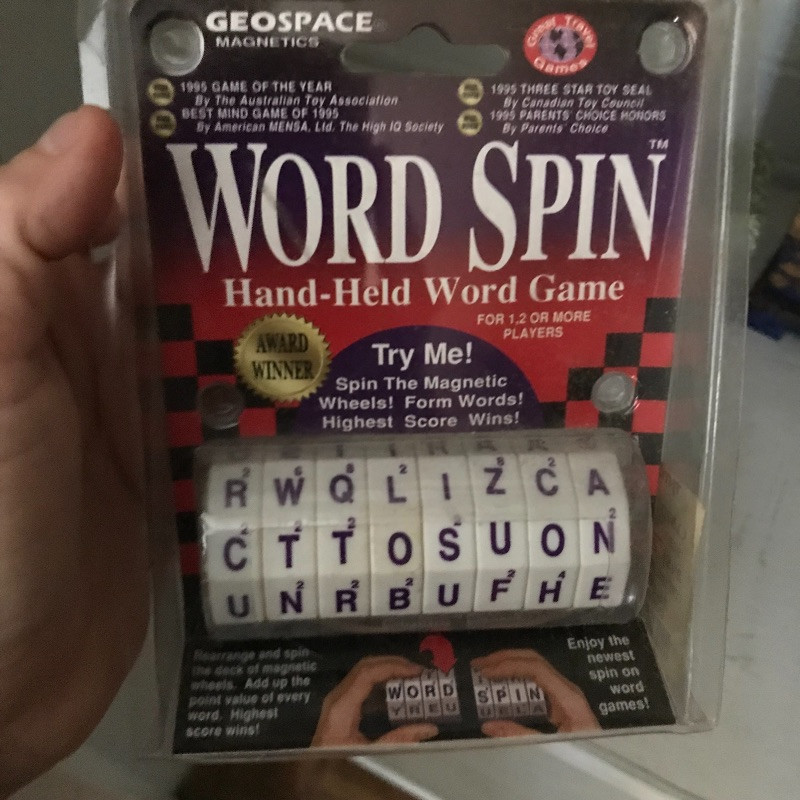 GEOSPACE®
MAGNETICS
Great Travel Games
1995 GAME OF THE YEAR
By The Australian Toy Association
BEST MIND GAME OF 1995
By American MENSA, Ltd. The High IQ Society
1995 THREE STAR TOY SEAL
By Canadian Toy Council
1995 PARENTS' CHOICE HONORS
By Parents' Choice
WORD SPIN™
Hand-Held Word Game
FOR 1,2 OR MORE
PLAYERS
AWARD
WINNER
Try Me!
Spin The Magnetic
Wheels! Form Words!
Highest Score Wins!
R W Q L I Z C A
C T T O S U O N
U N R B U F H E
Rearrange and spin
the deck of magnetic
wheels. Add up the
point value of every
word. Highest
score wins!
WORD SPIN
Enjoy the
newest
spin on
word
games!